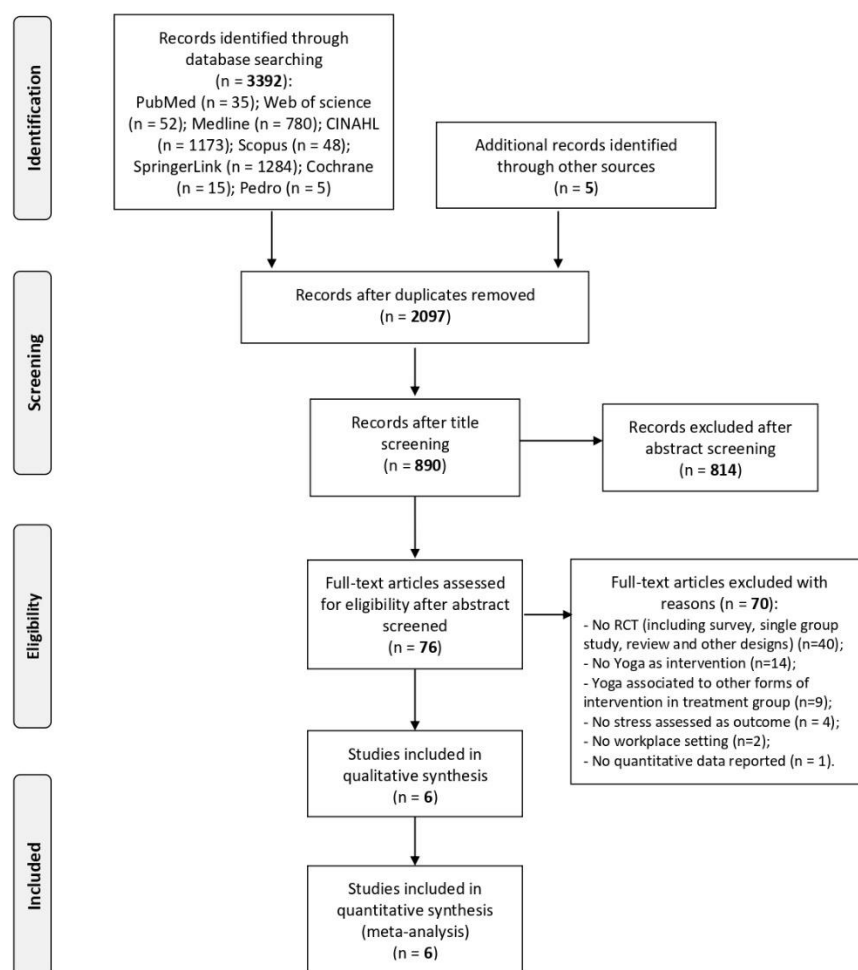 Identification
Records identified through
database searching
(n = 3392):
PubMed (n = 35); Web of science
(n = 52); Medline (n = 780); CINAHL
(n = 1173); Scopus (n = 48);
SpringerLink (n = 1284); Cochrane
(n = 15); Pedro (n = 5)
Additional records identified
through other sources
(n = 5)
Screening
Records after duplicates removed
(n = 2097)
Records after title
screening
(n = 890)
Records excluded after
abstract screening
(n = 814)
Eligibility
Full-text articles assessed
for eligibility after abstract
screened
(n = 76)
Full-text articles excluded with
reasons (n = 70):
- No RCT (including survey, single group
study, review and other designs) (n=40);
- No Yoga as intervention (n=14);
- Yoga associated to other forms of
intervention in treatment group (n=9);
- No stress assessed as outcome (n = 4);
- No workplace setting (n=2);
- No quantitative data reported (n = 1).
Studies included in
qualitative synthesis
(n = 6)
Included
Studies included in
quantitative synthesis
(meta-analysis)
(n = 6)